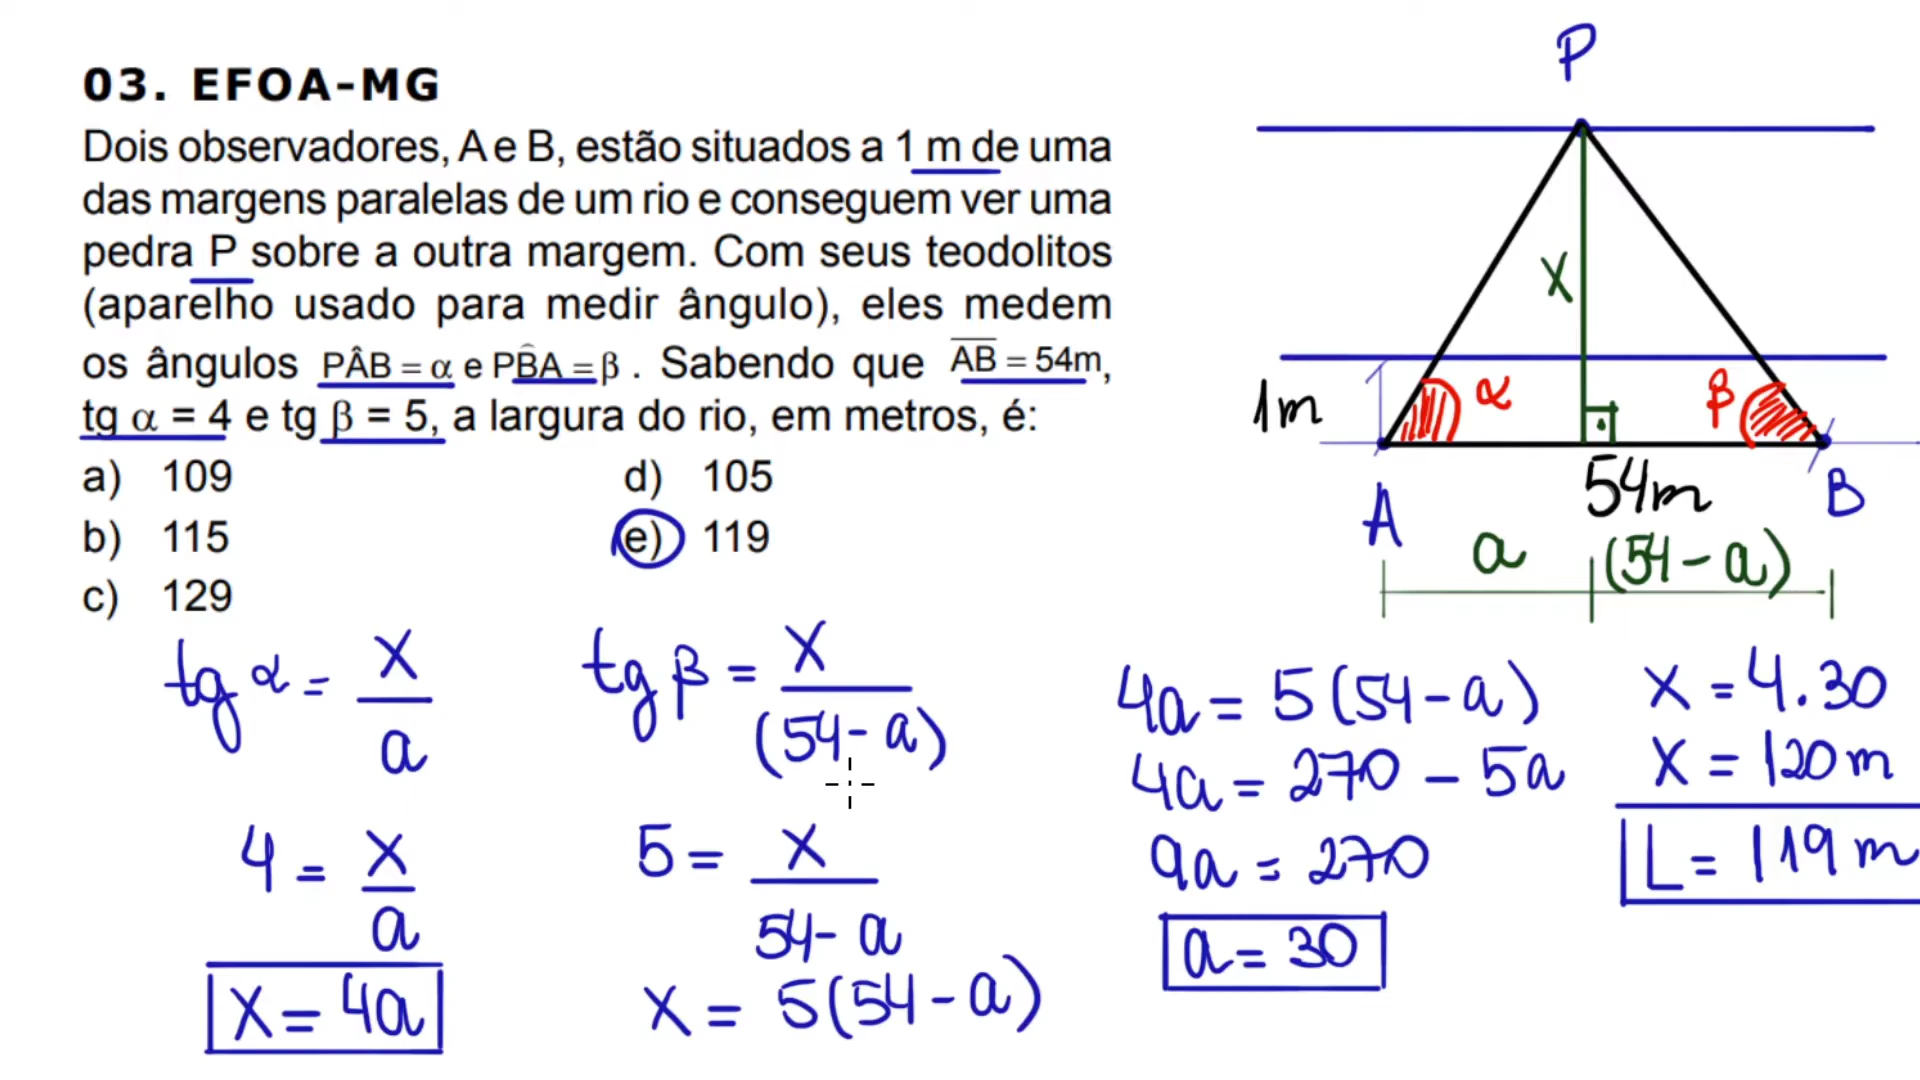 03. EFOA-MG
Dois observadores, A e B, estão situados a 1 m de uma
das margens paralelas de um rio e conseguem ver uma
pedra P sobre a outra margem. Com seus teodolitos
(aparelho usado para medir ângulo), eles medem
os ângulos PÂB = α e PB̂A = β . Sabendo que A̅B̅ = 54m,
tg α = 4 e tg β = 5, a largura do rio, em metros, é:
a) 109
b) 115
c) 129
d) 105
e) 119
P
X
1m
α
β
A
54m
B
a
(54 - a)
tg α = X/a
4 = X/a
X = 4a
tg β = X/(54 - a)
5 = X/54 - a
X = 5(54 - a)
4a = 5(54 - a)
4a = 270 - 5a
9a = 270
a = 30
X = 4.30
X = 120m
L = 119m